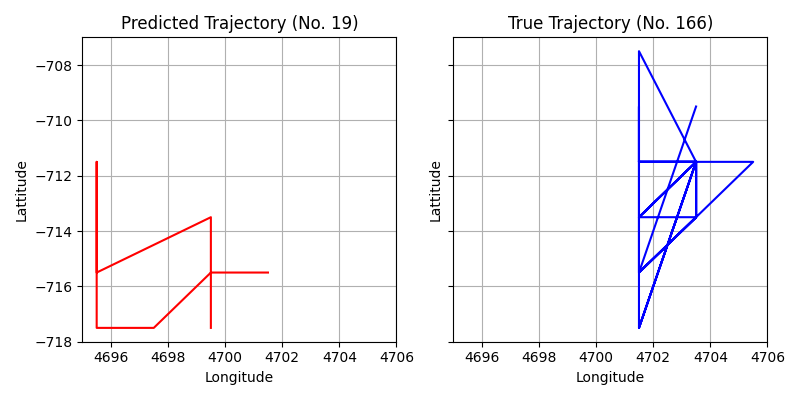 Predicted Trajectory (No. 19)
True Trajectory (No. 166)
−708
−710
−712
−714
−716
−718
Lattitude
Lattitude
4696 4698 4700 4702 4704 4706
4696 4698 4700 4702 4704 4706
Longitude
Longitude